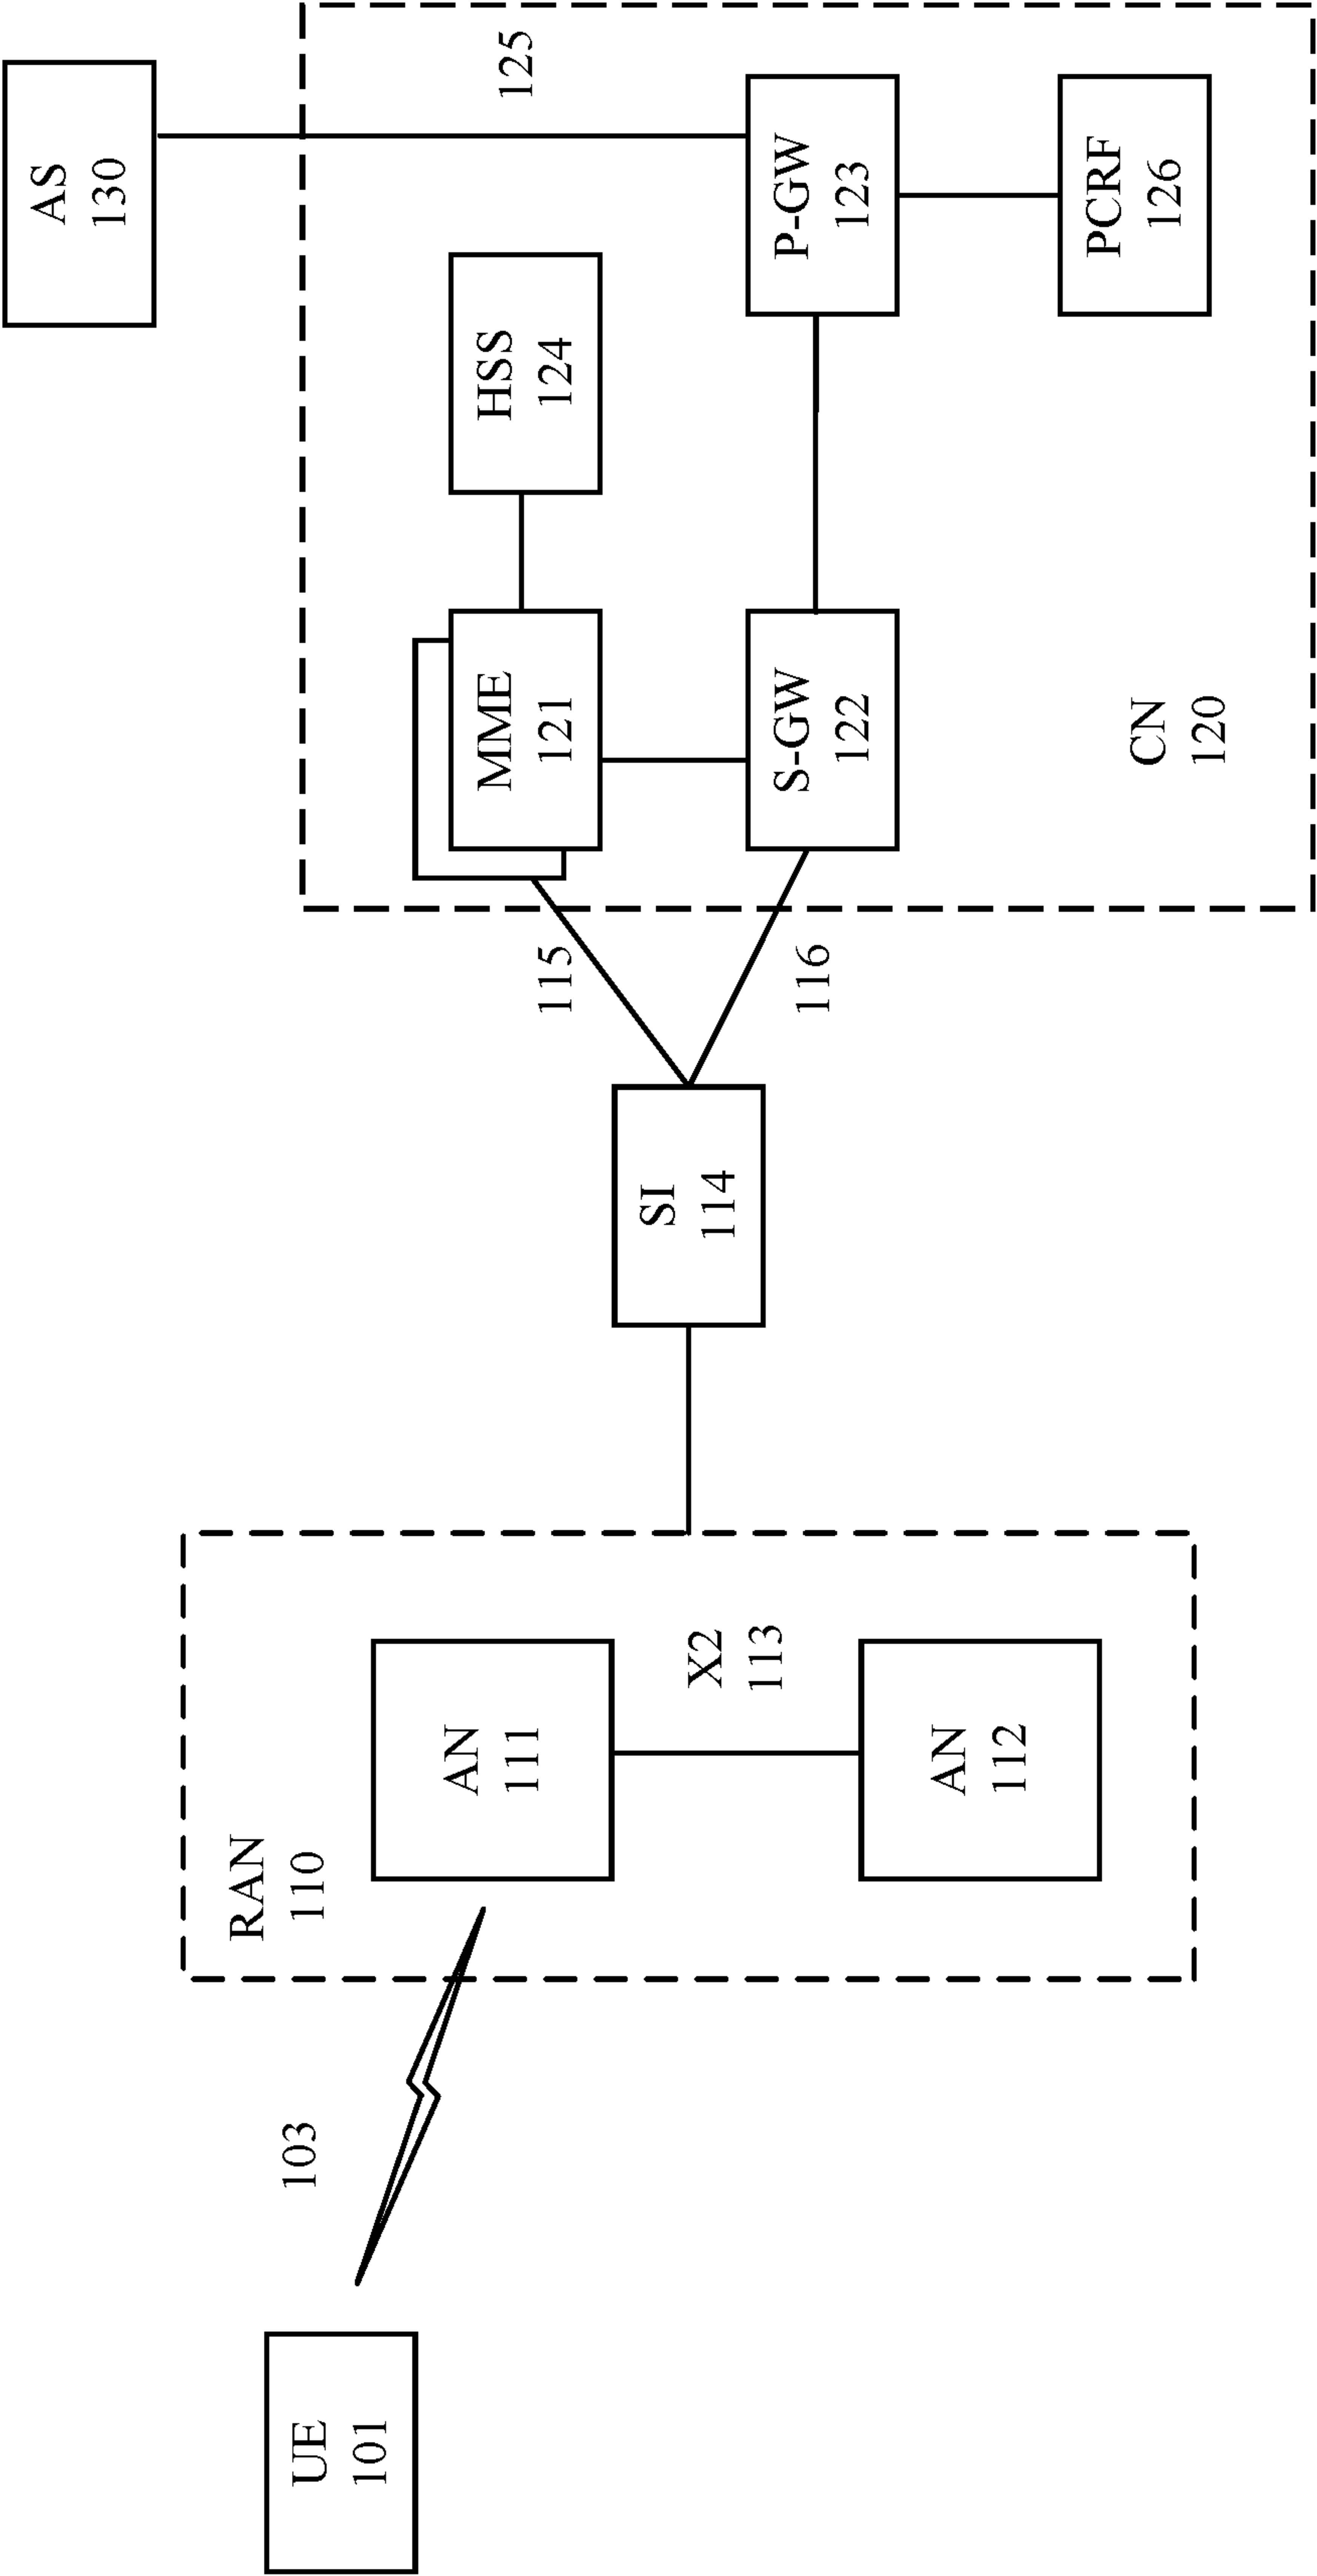 UE
101
103
RAN
110
AN
111
X2
113
AN
112
SI
114
115
116
MME
121
HSS
124
S-GW
122
P-GW
123
PCRF
126
CN
120
125
AS
130